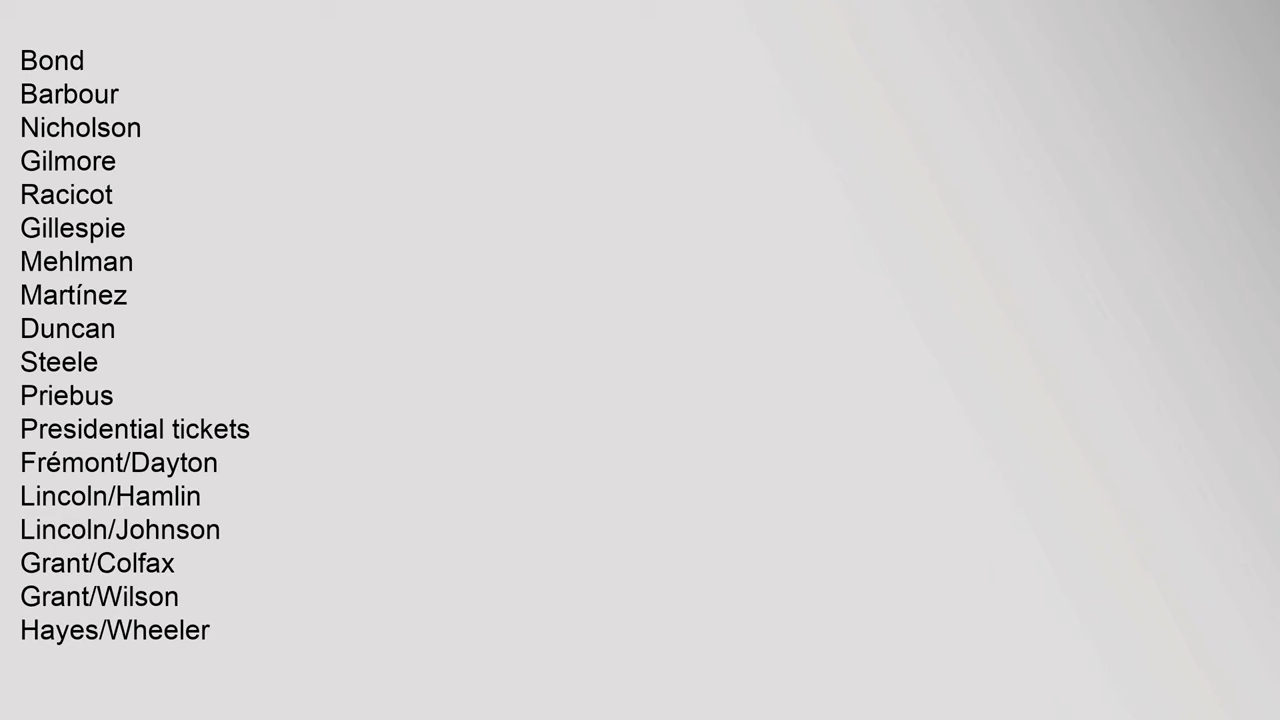 Bond
Barbour
Nicholson
Gilmore
Racicot
Gillespie
Mehlman
Martínez
Duncan
Steele
Priebus
Presidential tickets
Frémont/Dayton
Lincoln/Hamlin
Lincoln/Johnson
Grant/Colfax
Grant/Wilson
Hayes/Wheeler